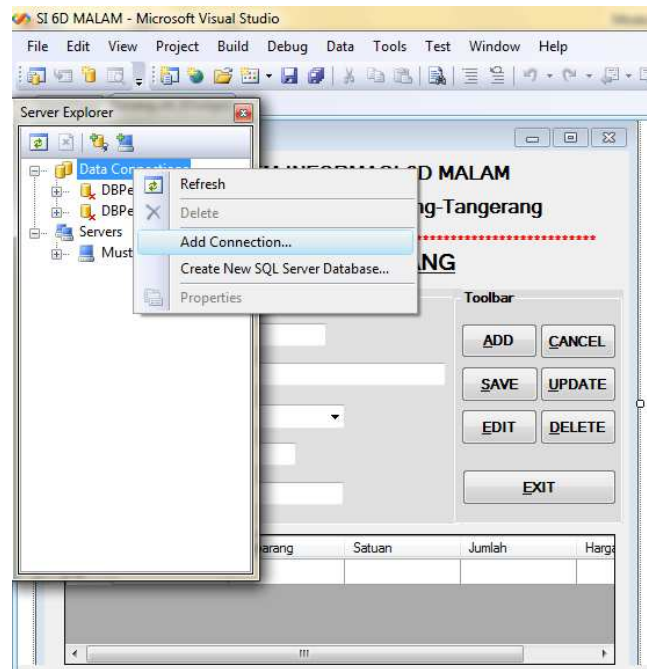 SI 6D MALAM - Microsoft Visual Studio
File Edit View Project Build Debug Data Tools Test Window Help
Server Explorer
Data Connections
DBPe
DBPe
Servers
Must
Refresh
Delete
Add Connection...
Create New SQL Server Database...
Properties
D MALAM
ng-Tangerang
NG
Toolbar
ADD CANCEL
SAVE UPDATE
EDIT DELETE
EXIT
arang Satuan Jumlah Harga